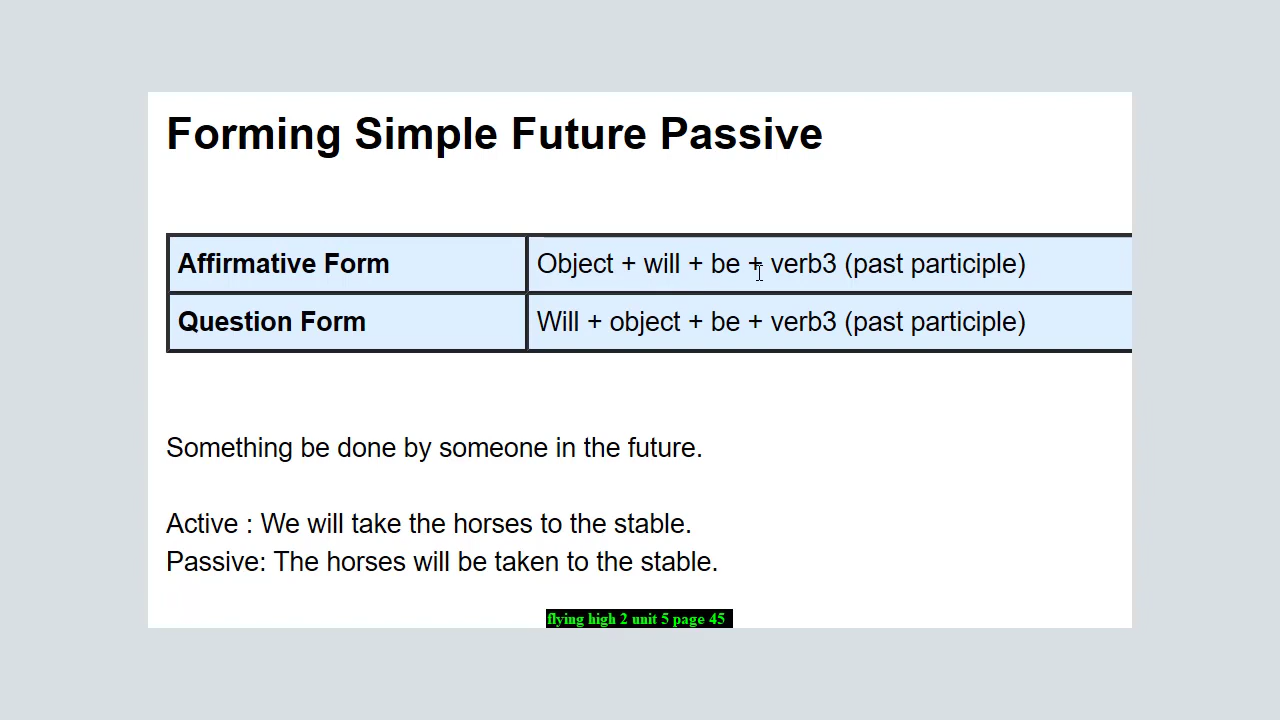 Forming Simple Future Passive
Affirmative Form Object + will + be + verb3 (past participle)
Question Form Will + object + be + verb3 (past participle)
Something be done by someone in the future.
Active : We will take the horses to the stable.
Passive: The horses will be taken to the stable.
flying high 2 unit 5 page 45